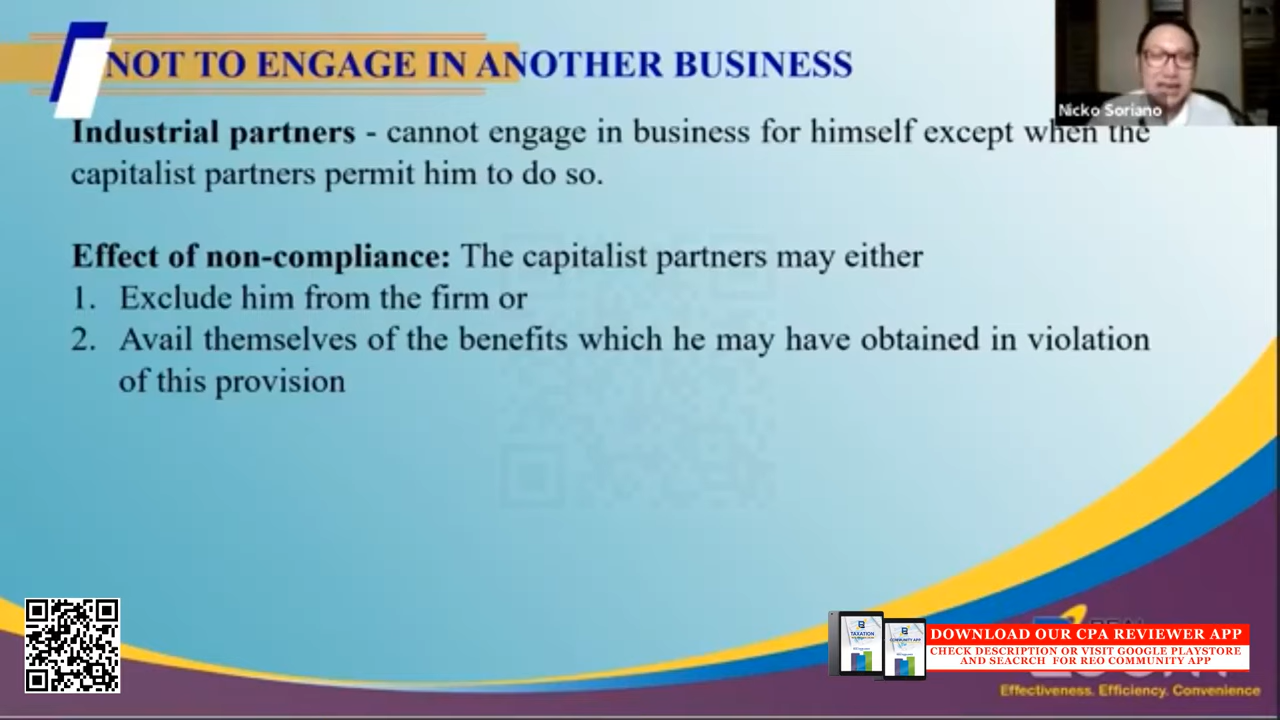 NOT TO ENGAGE IN ANOTHER BUSINESS
Nicko Soriano
Industrial partners - cannot engage in business for himself except when the
capitalist partners permit him to do so.
Effect of non-compliance: The capitalist partners may either
1. Exclude him from the firm or
2. Avail themselves of the benefits which he may have obtained in violation
of this provision
TAXATION
COMMUNITY APP
DOWNLOAD OUR CPA REVIEWER APP
CHECK DESCRIPTION OR VISIT GOOGLE PLAYSTORE
AND SEACRCH FOR REO COMMUNITY APP
Effectiveness. Efficiency. Convenience